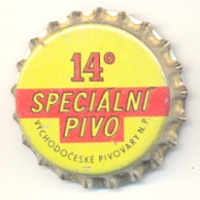 14°
SPECIÁLNÍ
PIVO
VÝCHODOČESKÉ PIVOVARY N.P.